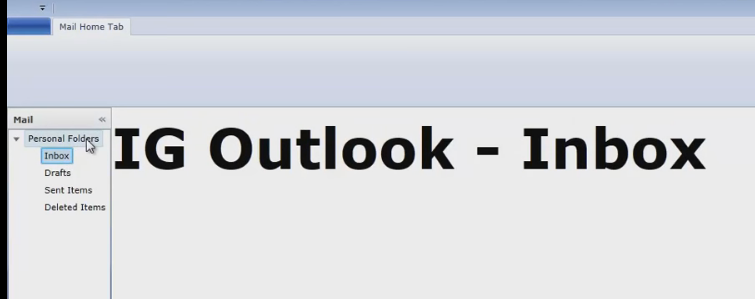 Mail Home Tab
Mail
Personal Folders
Inbox
Drafts
Sent Items
Deleted Items
IG Outlook - Inbox